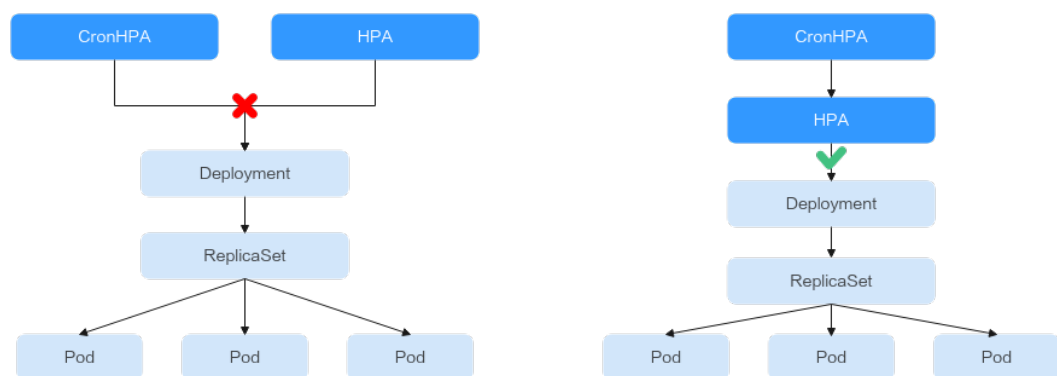 CronHPA
HPA
Deployment
ReplicaSet
Pod
Pod
Pod
CronHPA
HPA
Deployment
ReplicaSet
Pod
Pod
Pod